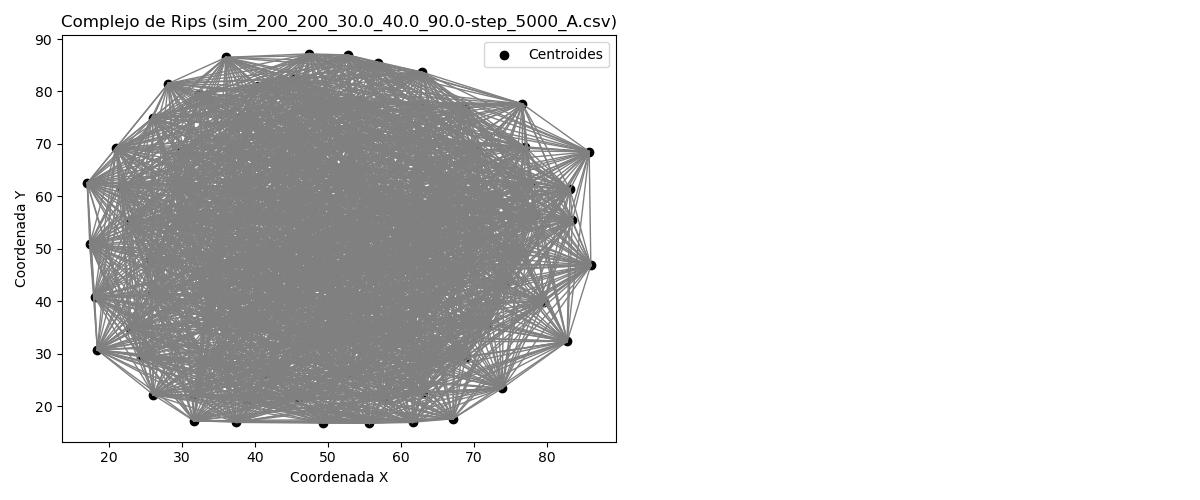 Complejo de Rips (sim_200_200_30.0_40.0_90.0-step_5000_A.csv)
Centroides
90
80
70
60
50
40
30
20
Coordenada Y
20 30 40 50 60 70 80
Coordenada X